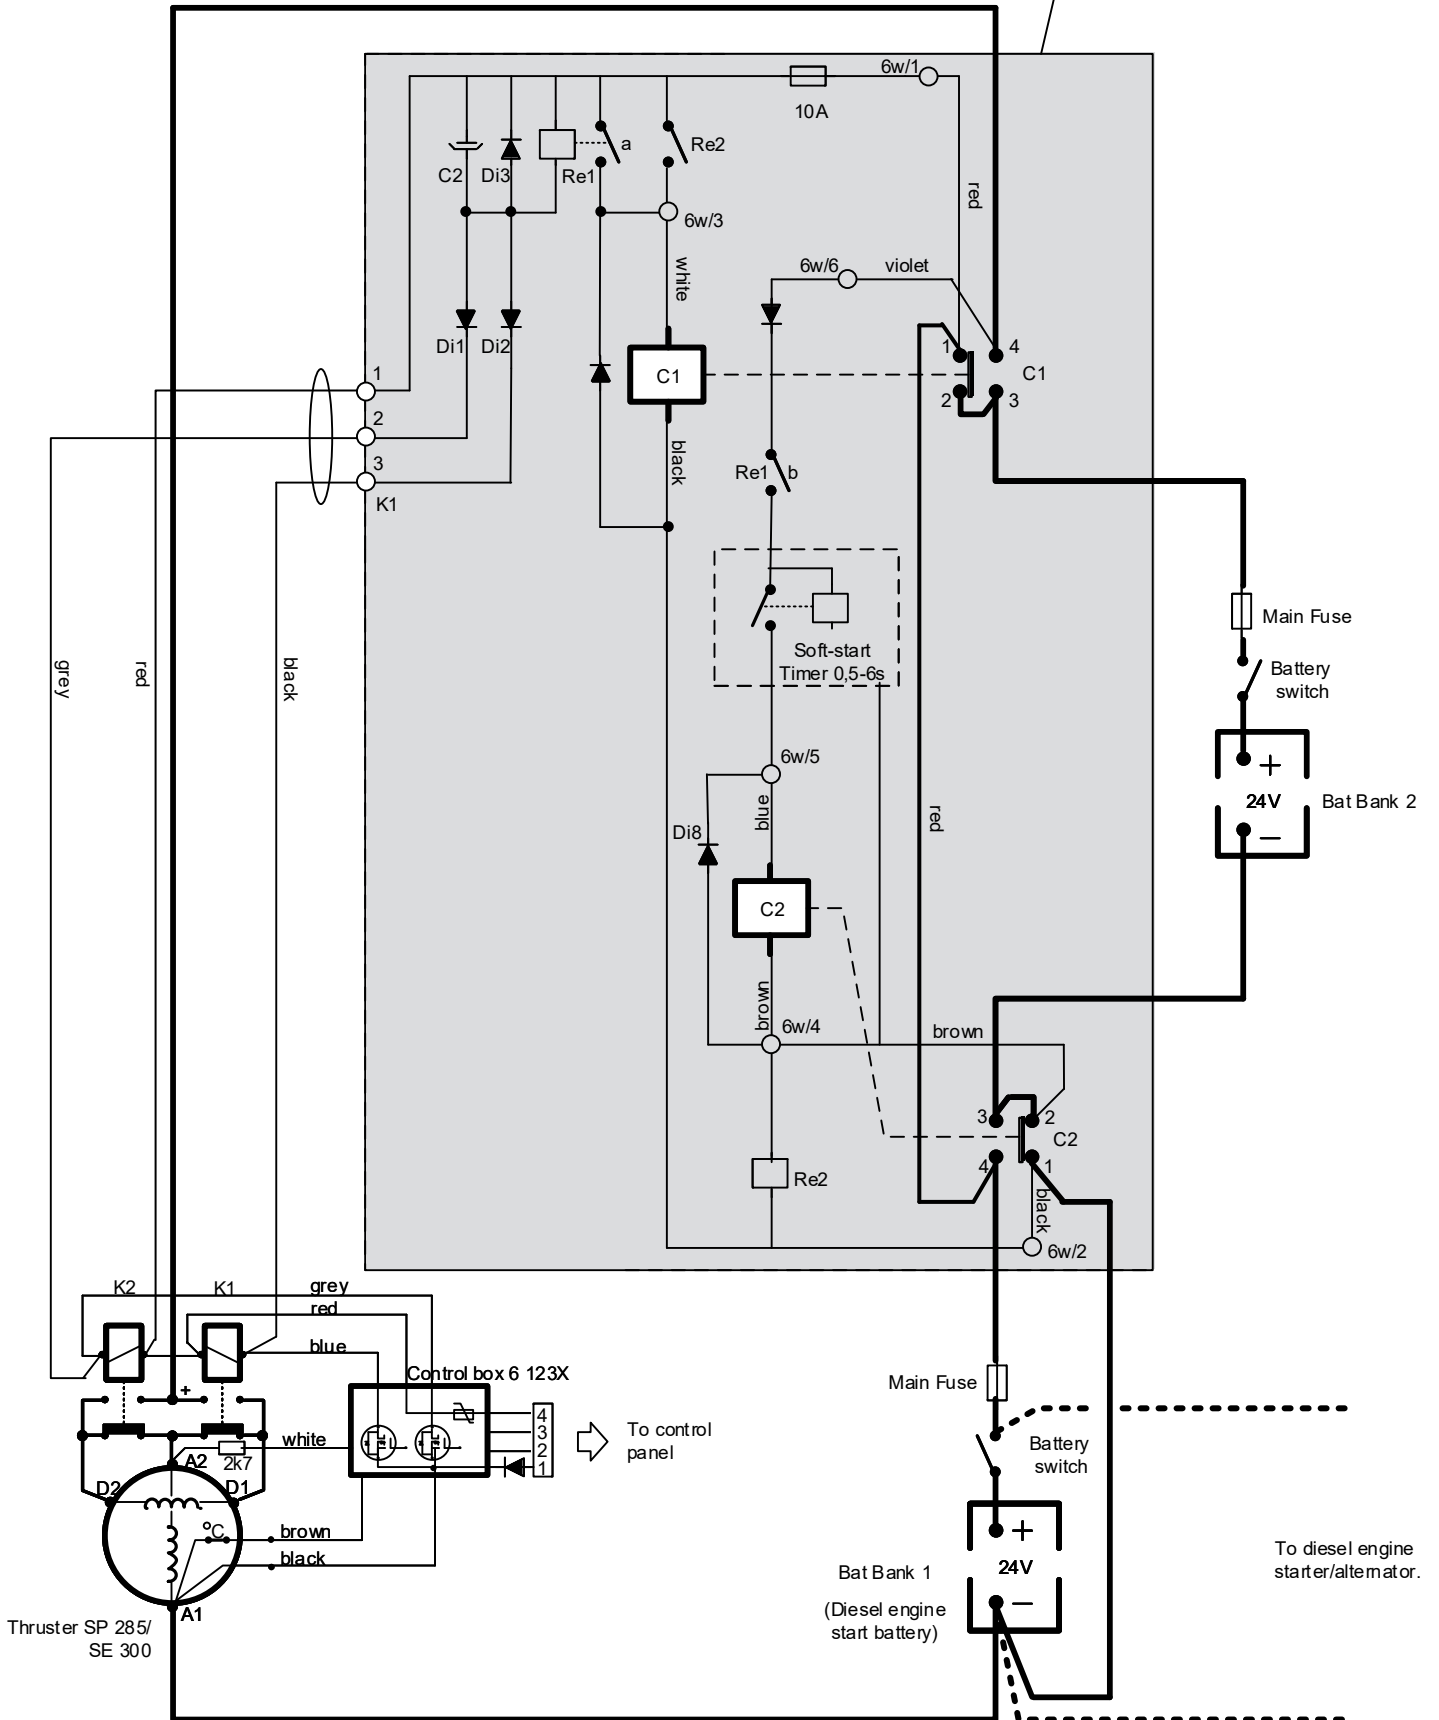 6w/1
10A
C2
Di3
Re1
a
Re2
6w/3
red
white
6w/6
violet
Di1
Di2
C1
1
4
C1
2
3
1
2
3
K1
black
Re1
b
Soft-start
Timer 0,5-6s
Main Fuse
Battery
switch
+
24V
Bat Bank 2
−
grey
red
black
6w/5
blue
Di8
red
C2
brown
6w/4
brown
3
2
C2
4
1
Re2
black
6w/2
K2
K1
grey
red
blue
Control box 6 123X
+
white
2k7
A2
D2
D1
4
3
2
1
To control
panel
°C
brown
black
A1
Thruster SP 285/
SE 300
Main Fuse
Battery
switch
+
24V
−
Bat Bank 1
(Diesel engine
start battery)
To diesel engine
starter/alternator.